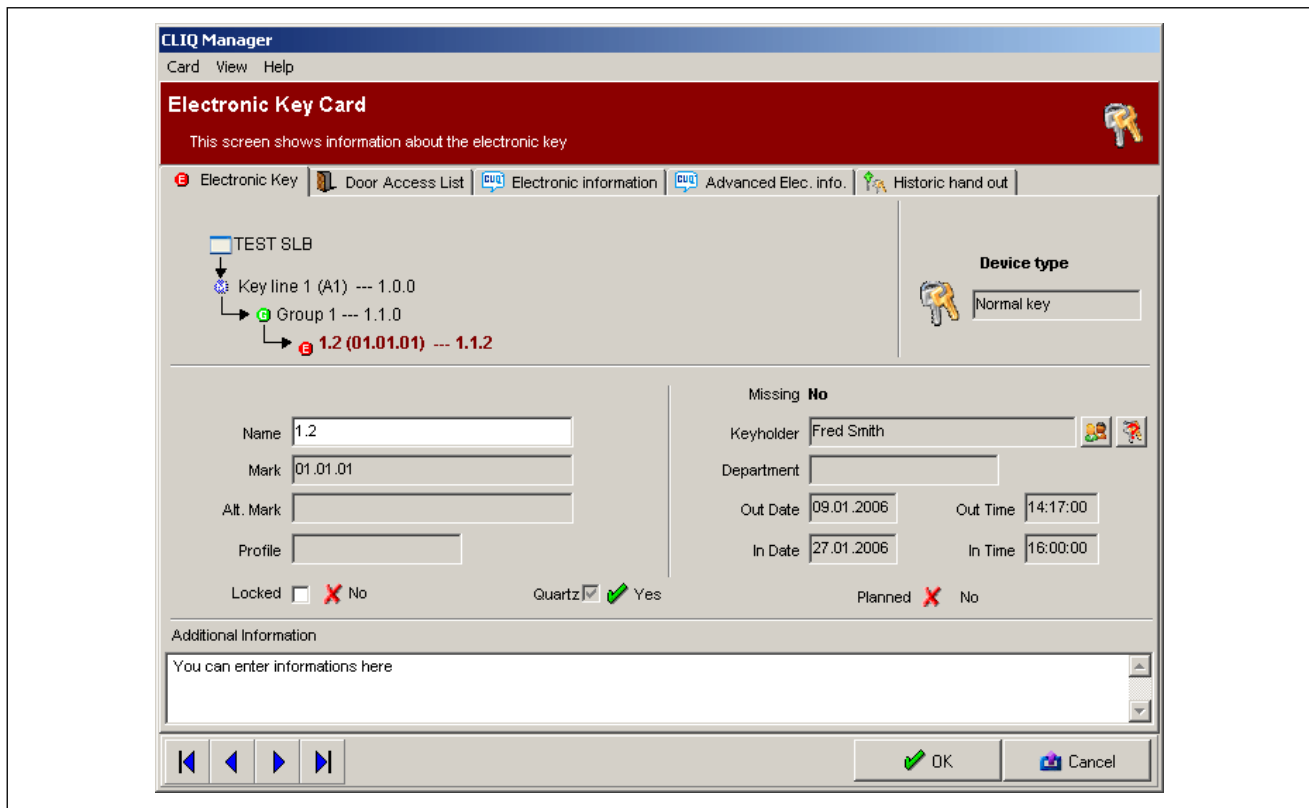 CLIQ Manager
Card View Help
Electronic Key Card
This screen shows information about the electronic key
E Electronic Key Door Access List CLIQ Electronic information CLIQ Advanced Elec. info. Historic hand out
TEST SLB
Key line 1 (A1) --- 1.0.0
G Group 1 --- 1.1.0
E 1.2 (01.01.01) --- 1.1.2
Device type
Normal key
Missing No
Name 1.2
Keyholder Fred Smith
Mark 01.01.01
Department
Alt. Mark
Out Date 09.01.2006 Out Time 14:17:00
Profile
In Date 27.01.2006 In Time 16:00:00
Locked No Quartz Yes Planned No
Additional Information
You can enter informations here
OK Cancel